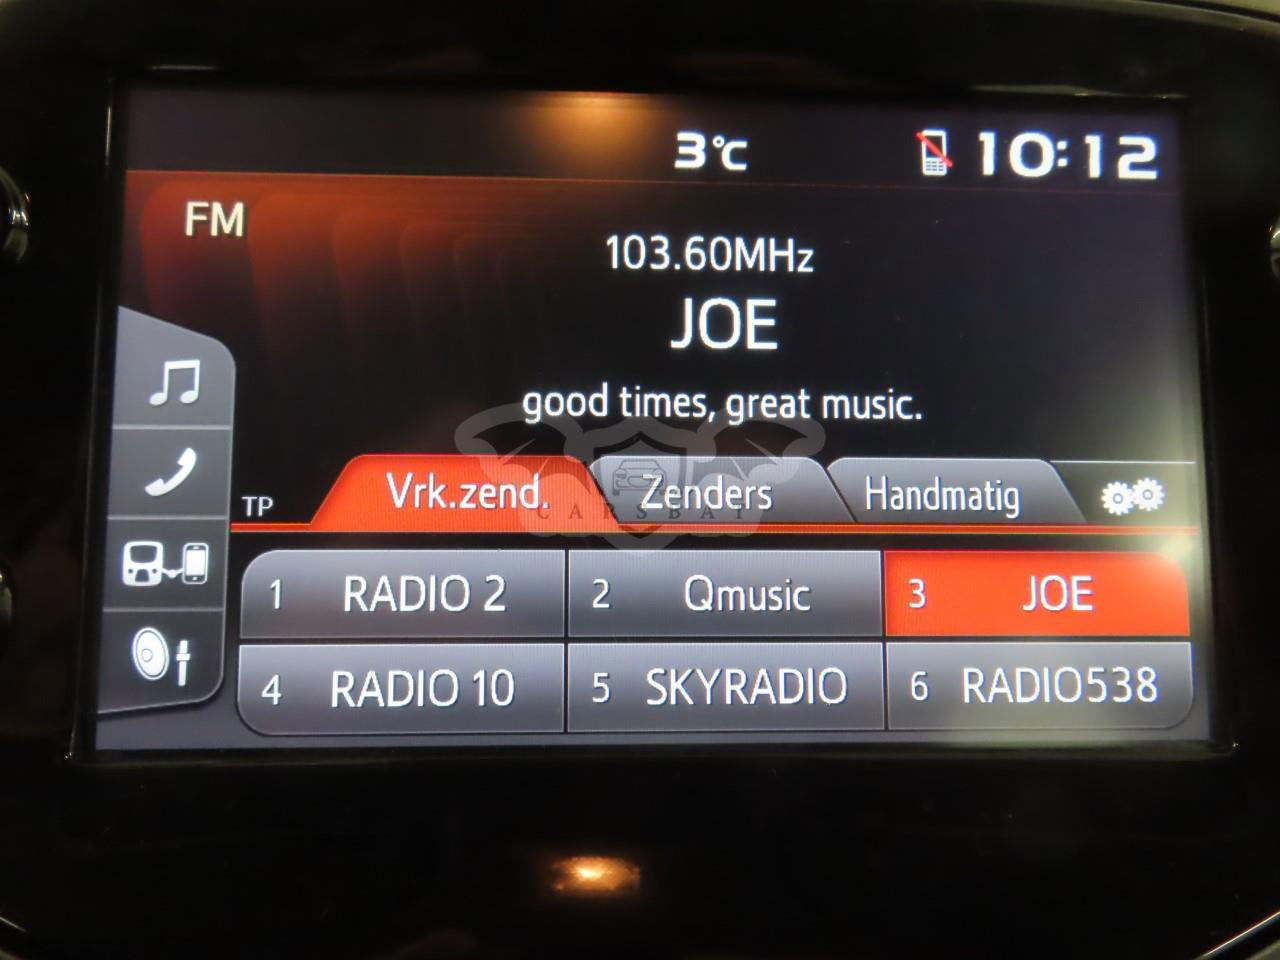 3°C 10:12
FM
103.60MHz
JOE
good times, great music.
TP Vrk.zend. Zenders Handmatig
CARSBAT
1 RADIO 2 2 Qmusic 3 JOE
4 RADIO 10 5 SKYRADIO 6 RADIO538